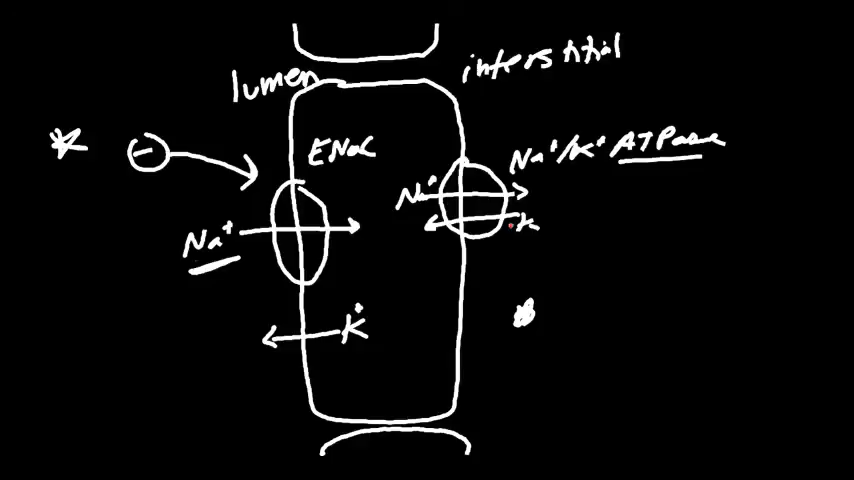 lumen
interstitial
ENaC
Na⁺/K⁺ ATPase
Na⁺
Na⁺
K
K⁺